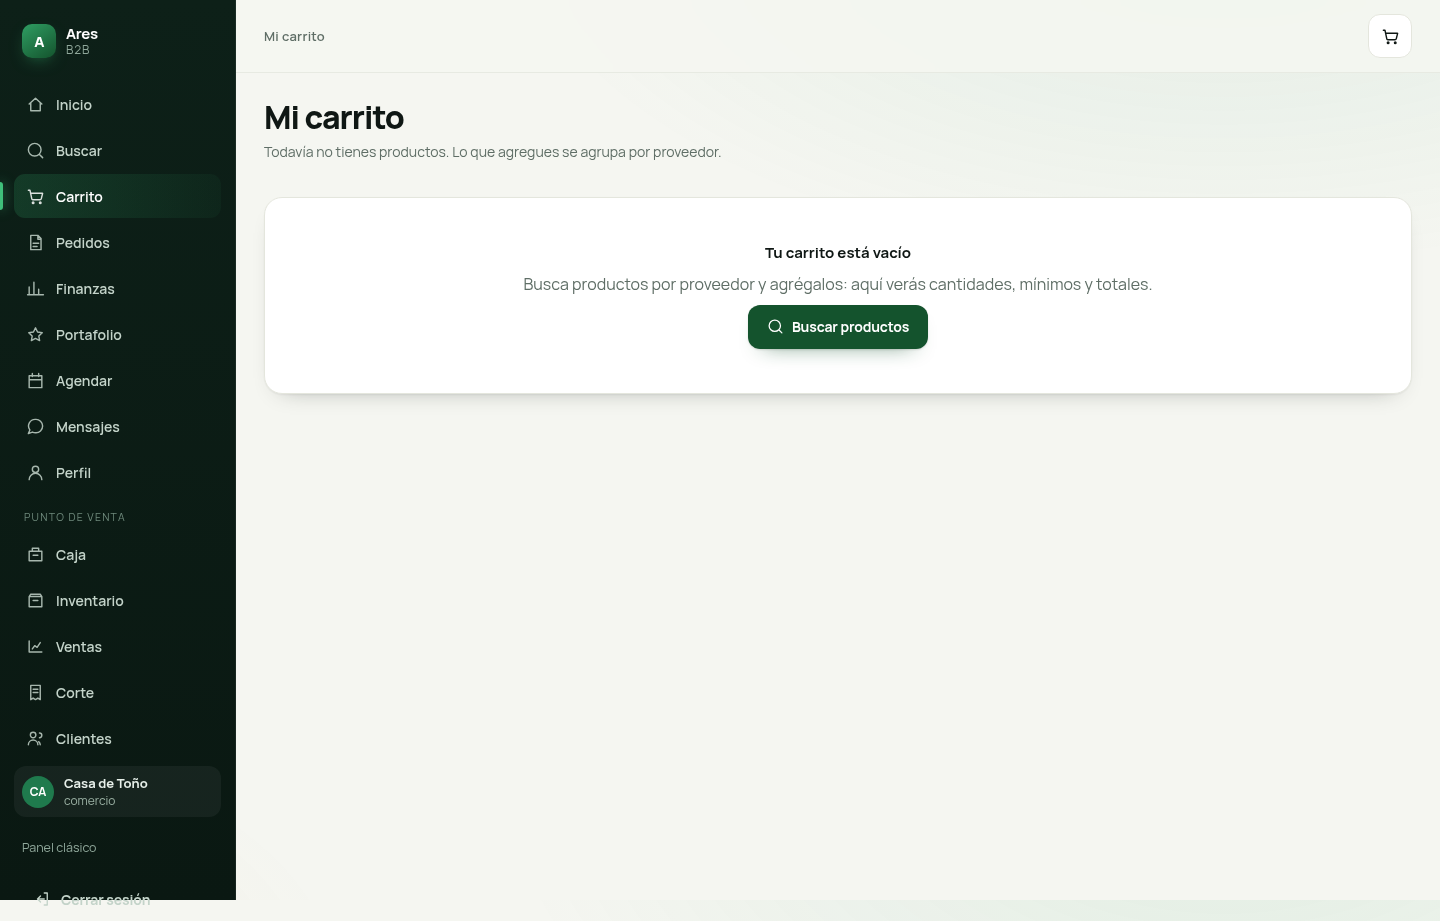 A
Ares
B2B
Inicio
Buscar
Carrito
Pedidos
Finanzas
Portafolio
Agendar
Mensajes
Perfil
PUNTO DE VENTA
Caja
Inventario
Ventas
Corte
Clientes
CA
Casa de Toño
comercio
Panel clásico
Cerrar sesión
Mi carrito
Mi carrito
Todavía no tienes productos. Lo que agregues se agrupa por proveedor.
Tu carrito está vacío
Busca productos por proveedor y agrégalos: aquí verás cantidades, mínimos y totales.
Buscar productos